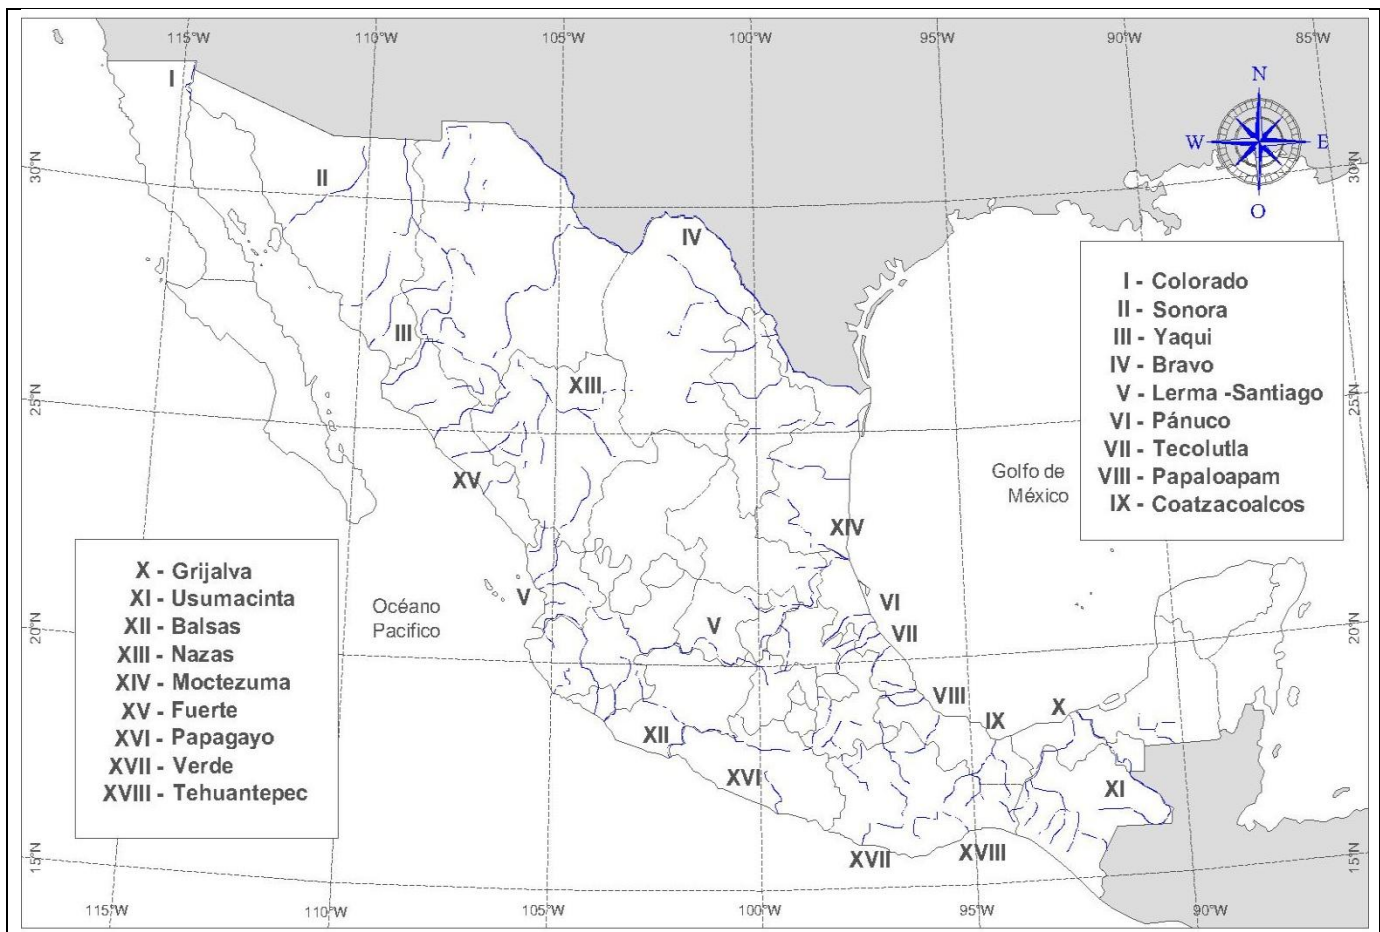 115°W 110°W 105°W 100°W 95°W 90°W 85°W
N
I
W E
30°N
30°N
II
O
IV
I - Colorado
II - Sonora
III - Yaqui
IV - Bravo
V - Lerma -Santiago
VI - Pánuco
VII - Tecolutla
VIII - Papaloapam
IX - Coatzacoalcos
III
XIII
25°N
25°N
XV
Golfo de
México
XIV
X - Grijalva
XI - Usumacinta
XII - Balsas
XIII - Nazas
XIV - Moctezuma
XV - Fuerte
XVI - Papagayo
XVII - Verde
XVIII - Tehuantepec
Océano
Pacifico
V
V
VI
VII
20°N
20°N
VIII
IX
X
XII
XVI
XI
XVII
XVIII
15°N
15°N
115°W 110°W 105°W 100°W 95°W 90°W